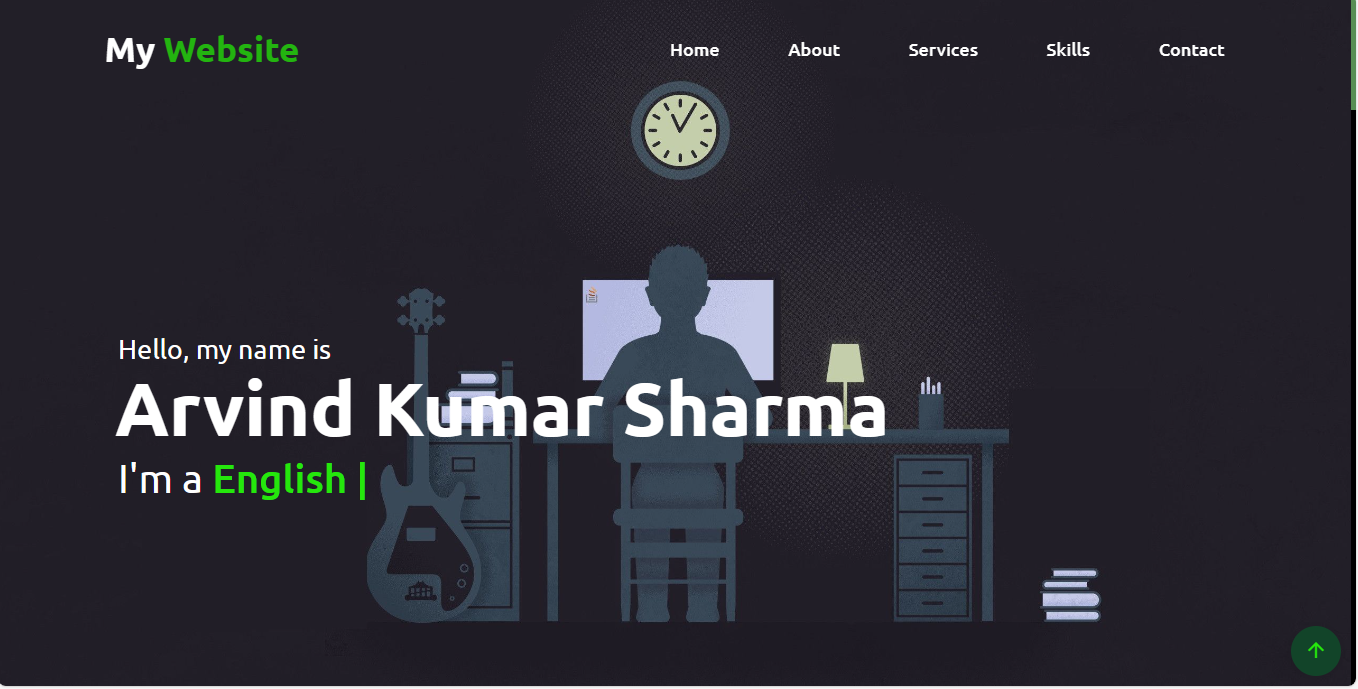 My Website
Home About Services Skills Contact
Hello, my name is
Arvind Kumar Sharma
I'm a English |